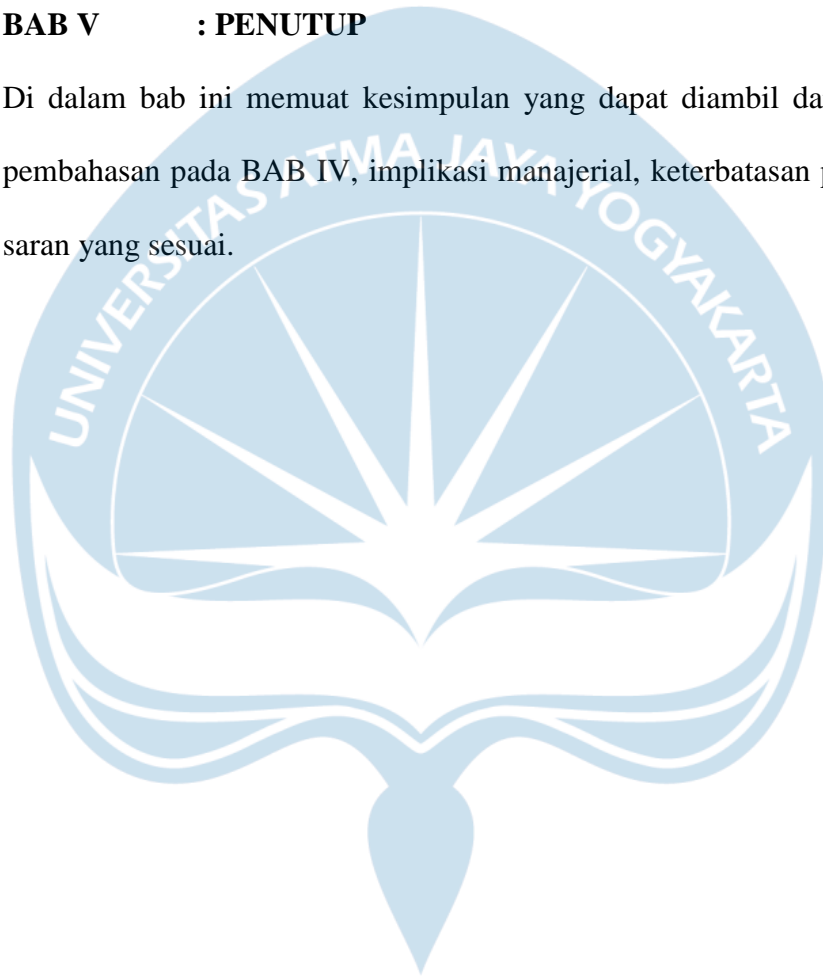 BAB V : PENUTUP
Di dalam bab ini memuat kesimpulan yang dapat diambil
pembahasan pada BAB IV, implikasi manajerial, keterbatasan
saran yang sesuai.
UNIVERSITAS ATMA JAYA YOGYAKARTA